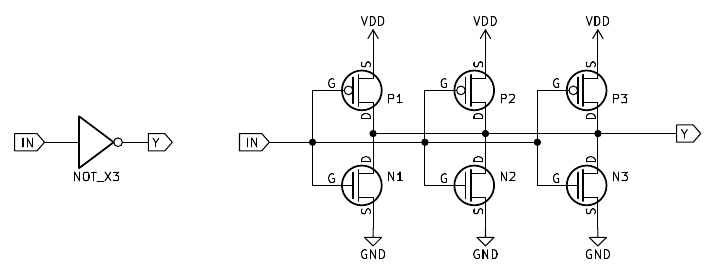 VDD VDD VDD
S S S
G P1 G P2 G P3
D D D
IN Y IN Y
NOT_X3
D D D
G N1 G N2 G N3
S S S
GND GND GND